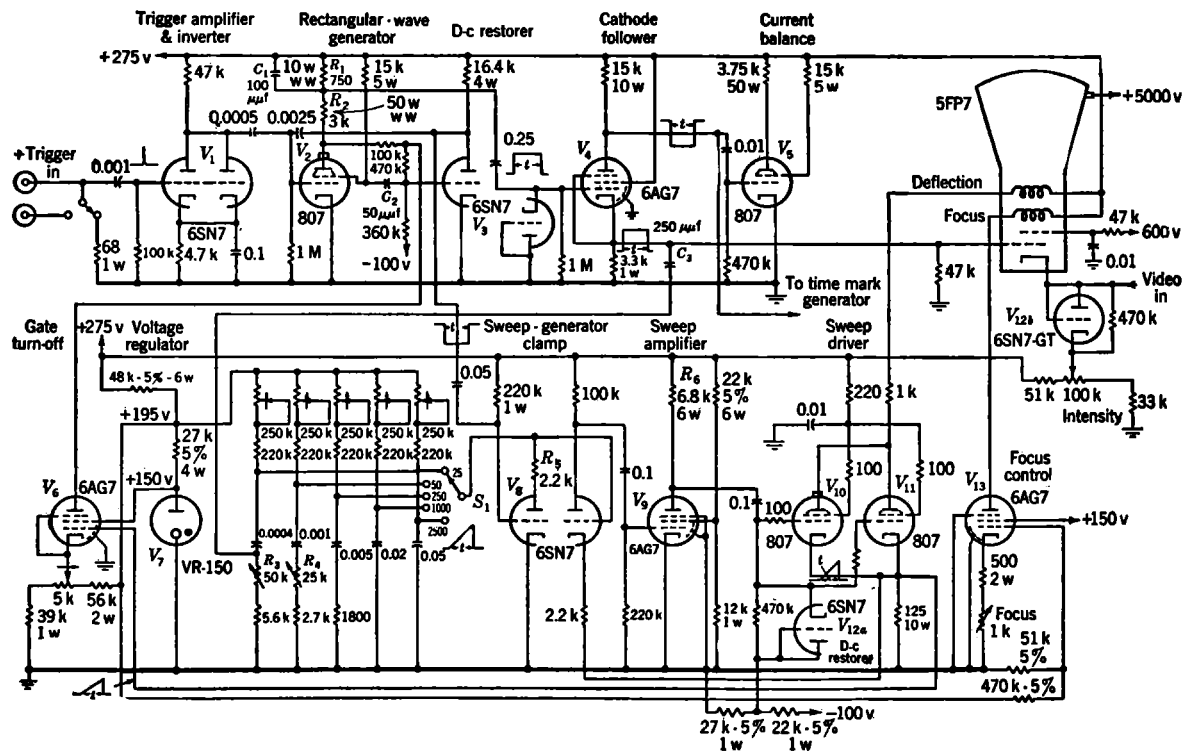 Trigger amplifier
& inverter
Rectangular-wave
generator
D-c restorer
Cathode
follower
Current
balance
+275 v
47 k
C1
100
μμf
10 w
ww
R1
750
15 k
5 w
16.4 k
4 w
15 k
10 w
3.75 k
50 w
15 k
5 w
5FP7
+5000 v
0.0005
0.0025
R2
3 k
50 w
ww
0.25
t
t
0.01
+Trigger
in
0.001
V1
V2
100 k
470 k
C2
V4
6AG7
V5
Deflection
Focus
47 k
600 v
6SN7
807
50 μμf
6SN7
V3
250 μμf
t
C3
807
0.01
68
1 w
100 k
4.7 k
0.1
1 M
360 k
-100 v
1 M
3.3 k
1 w
470 k
47 k
To time mark
generator
Video
in
V12b
6SN7-GT
470 k
Gate
turn-off
+275 v
Voltage
regulator
t
Sweep-generator
clamp
Sweep
amplifier
Sweep
driver
48 k-5%-6w
0.05
220 k
1 w
100 k
R6
6.8 k
6 w
22 k
5%
6 w
220
1 k
51 k
100 k
Intensity
33 k
+195 v
27 k
5%
4 w
250 k
250 k
250 k
250 k
250 k
220 k
220 k
220 k
220 k
220 k
0.01
+150 v
V6
6AG7
25
50
250
1000
2500
S1
R5
2.2 k
V8
0.1
V9
0.1
100
100
V10
100
V11
V13
Focus
control
6AG7
+150 v
V7
VR-150
0.0004
0.001
0.005
0.02
0.05
t
6SN7
6AG7
807
807
5 k
56 k
2 w
39 k
1 w
R3
50 k
R4
25 k
5.6 k
2.7 k
1800
2.2 k
220 k
12 k
1 w
470 k
t
6SN7
V12a
D-c
restorer
125
10 w
500
2 w
Focus
1 k
51 k
5%
470 k-5%
t
27 k-5%
1 w
22 k-5%
1 w
-100 v